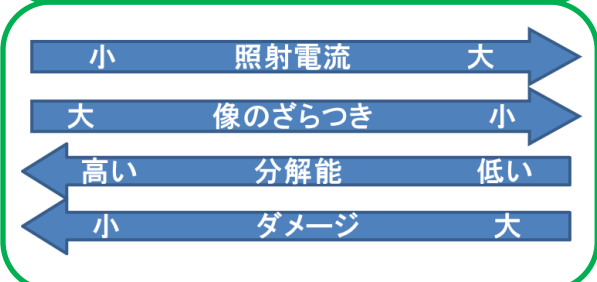 小 照射電流 大
大 像のざらつき 小
高い 分解能 低い
小 ダメージ 大